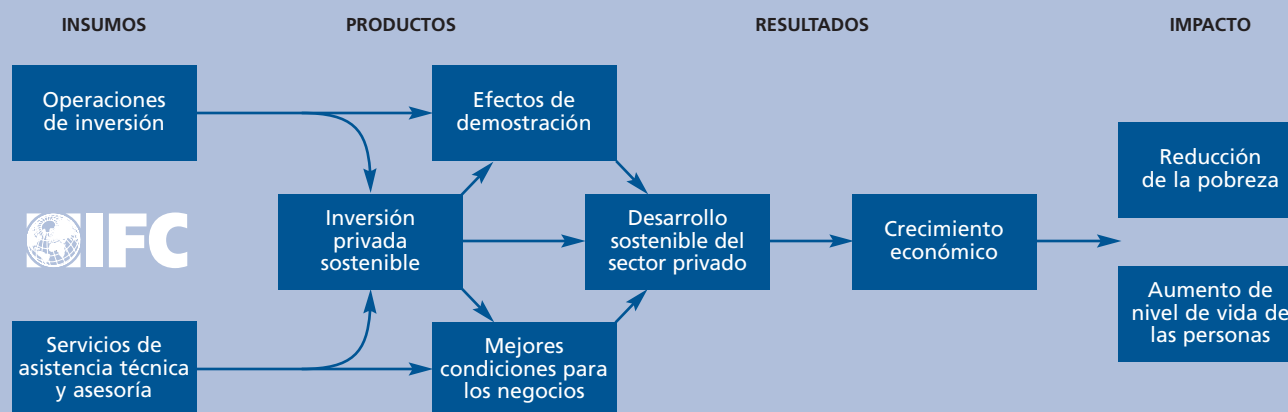 INSUMOS
PRODUCTOS
RESULTADOS
IMPACTO
Operaciones
de inversión
Efectos de
demostración
Reducción
de la pobreza
IFC
Inversión
privada
sostenible
Desarrollo
sostenible del
sector privado
Crecimiento
económico
Aumento de
nivel de vida de
las personas
Servicios de
asistencia técnica
y asesoría
Mejores
condiciones para
los negocios